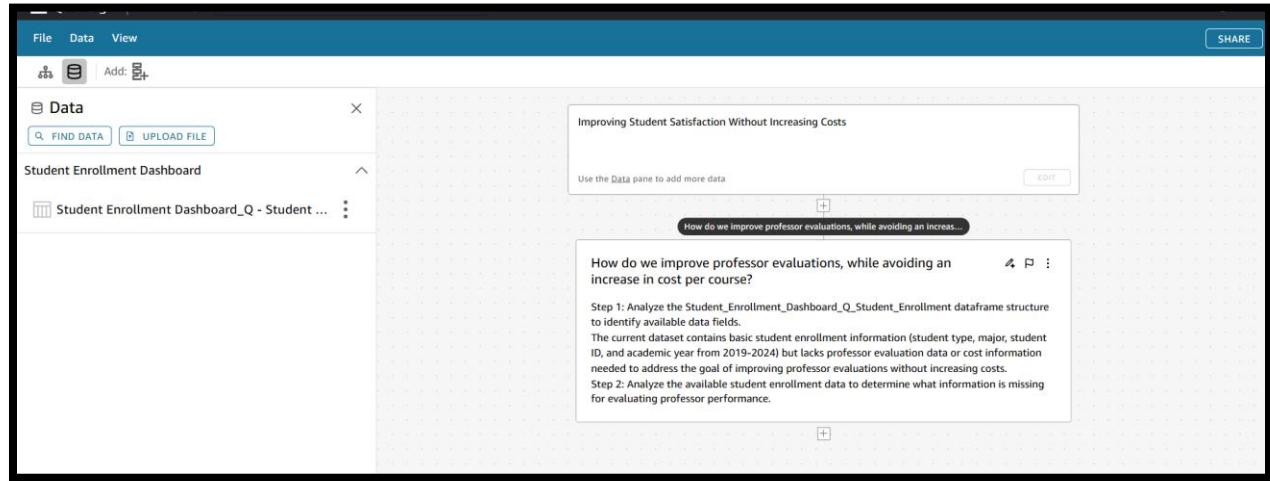 File Data View
SHARE
Add:
Data
FIND DATA
UPLOAD FILE
Student Enrollment Dashboard
Student Enrollment Dashboard_Q - Student ...
Improving Student Satisfaction Without Increasing Costs
Use the Data pane to add more data
EDIT
How do we improve professor evaluations, while avoiding an increas...
How do we improve professor evaluations, while avoiding an
increase in cost per course?
Step 1: Analyze the Student_Enrollment_Dashboard_Q_Student_Enrollment dataframe structure
to identify available data fields.
The current dataset contains basic student enrollment information (student type, major, student
ID, and academic year from 2019-2024) but lacks professor evaluation data or cost information
needed to address the goal of improving professor evaluations without increasing costs.
Step 2: Analyze the available student enrollment data to determine what information is missing
for evaluating professor performance.